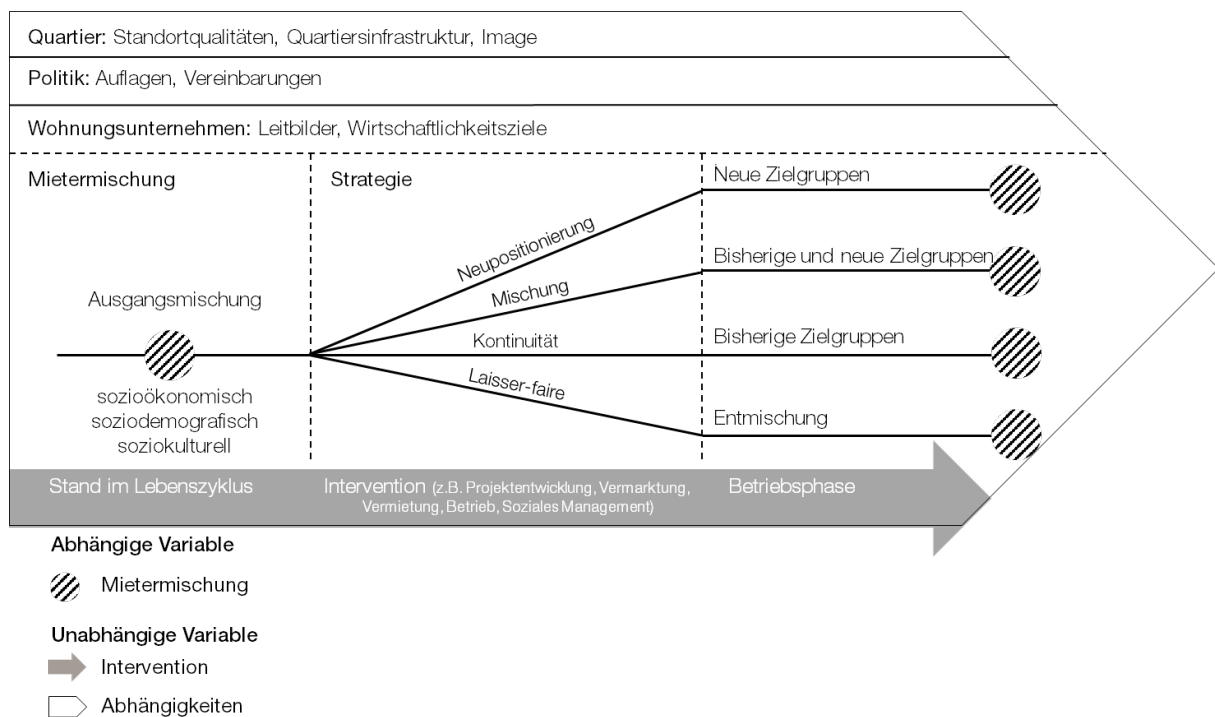 Quartier: Standortqualitäten, Quartiersinfrastruktur, Image
Politik: Auflagen, Vereinbarungen
Wohnungsunternehmen: Leitbilder, Wirtschaftlichkeitsziele
Mietermischung
Strategie
Neue Zielgruppen
Neupositionierung
Bisherige und neue Zielgruppen
Mischung
Ausgangsmischung
Kontinuität
Bisherige Zielgruppen
Laisser-faire
sozioökonomisch
soziodemografisch
soziokulturell
Entmischung
Stand im Lebenszyklus
Intervention (z.B. Projektentwicklung, Vermarktung,
Vermietung, Betrieb, Soziales Management)
Betriebsphase
Abhängige Variable
Mietermischung
Unabhängige Variable
Intervention
Abhängigkeiten